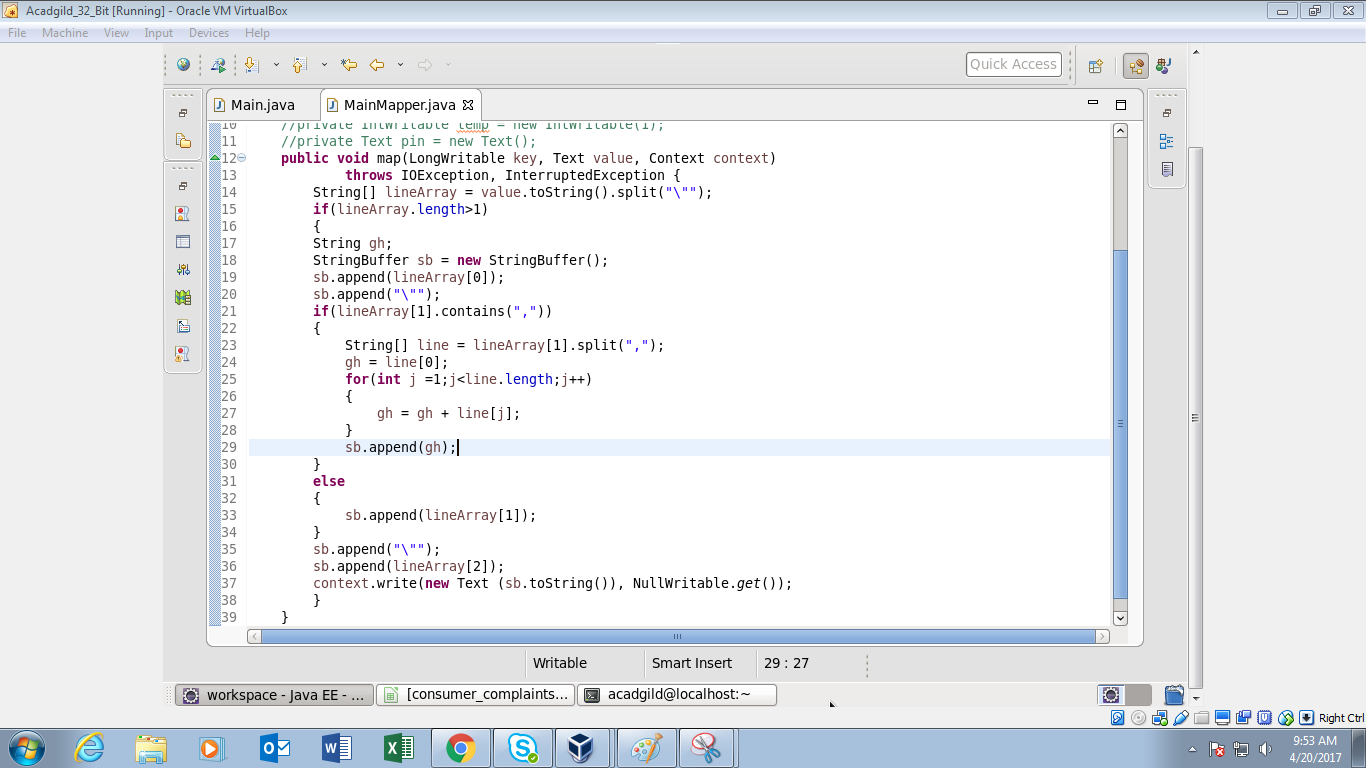 Acadgild_32_Bit [Running] - Oracle VM VirtualBox
File Machine View Input Devices Help
Quick Access
Main.java MainMapper.java
10 //private IntWritable temp = new IntWritable(1);
11 //private Text pin = new Text();
12 public void map(LongWritable key, Text value, Context context)
13 throws IOException, InterruptedException {
14 String[] lineArray = value.toString().split("\"");
15 if(lineArray.length>1)
16 {
17 String gh;
18 StringBuffer sb = new StringBuffer();
19 sb.append(lineArray[0]);
20 sb.append("\"");
21 if(lineArray[1].contains(","))
22 {
23 String[] line = lineArray[1].split(",");
24 gh = line[0];
25 for(int j =1;j<line.length;j++)
26 {
27 gh = gh + line[j];
28 }
29 sb.append(gh);
30 }
31 else
32 {
33 sb.append(lineArray[1]);
34 }
35 sb.append("\"");
36 sb.append(lineArray[2]);
37 context.write(new Text (sb.toString()), NullWritable.get());
38 }
39 }
Writable Smart Insert 29 : 27
workspace - Java EE - ... [consumer_complaints... acadgild@localhost:~
Right Ctrl
9:53 AM
4/20/2017